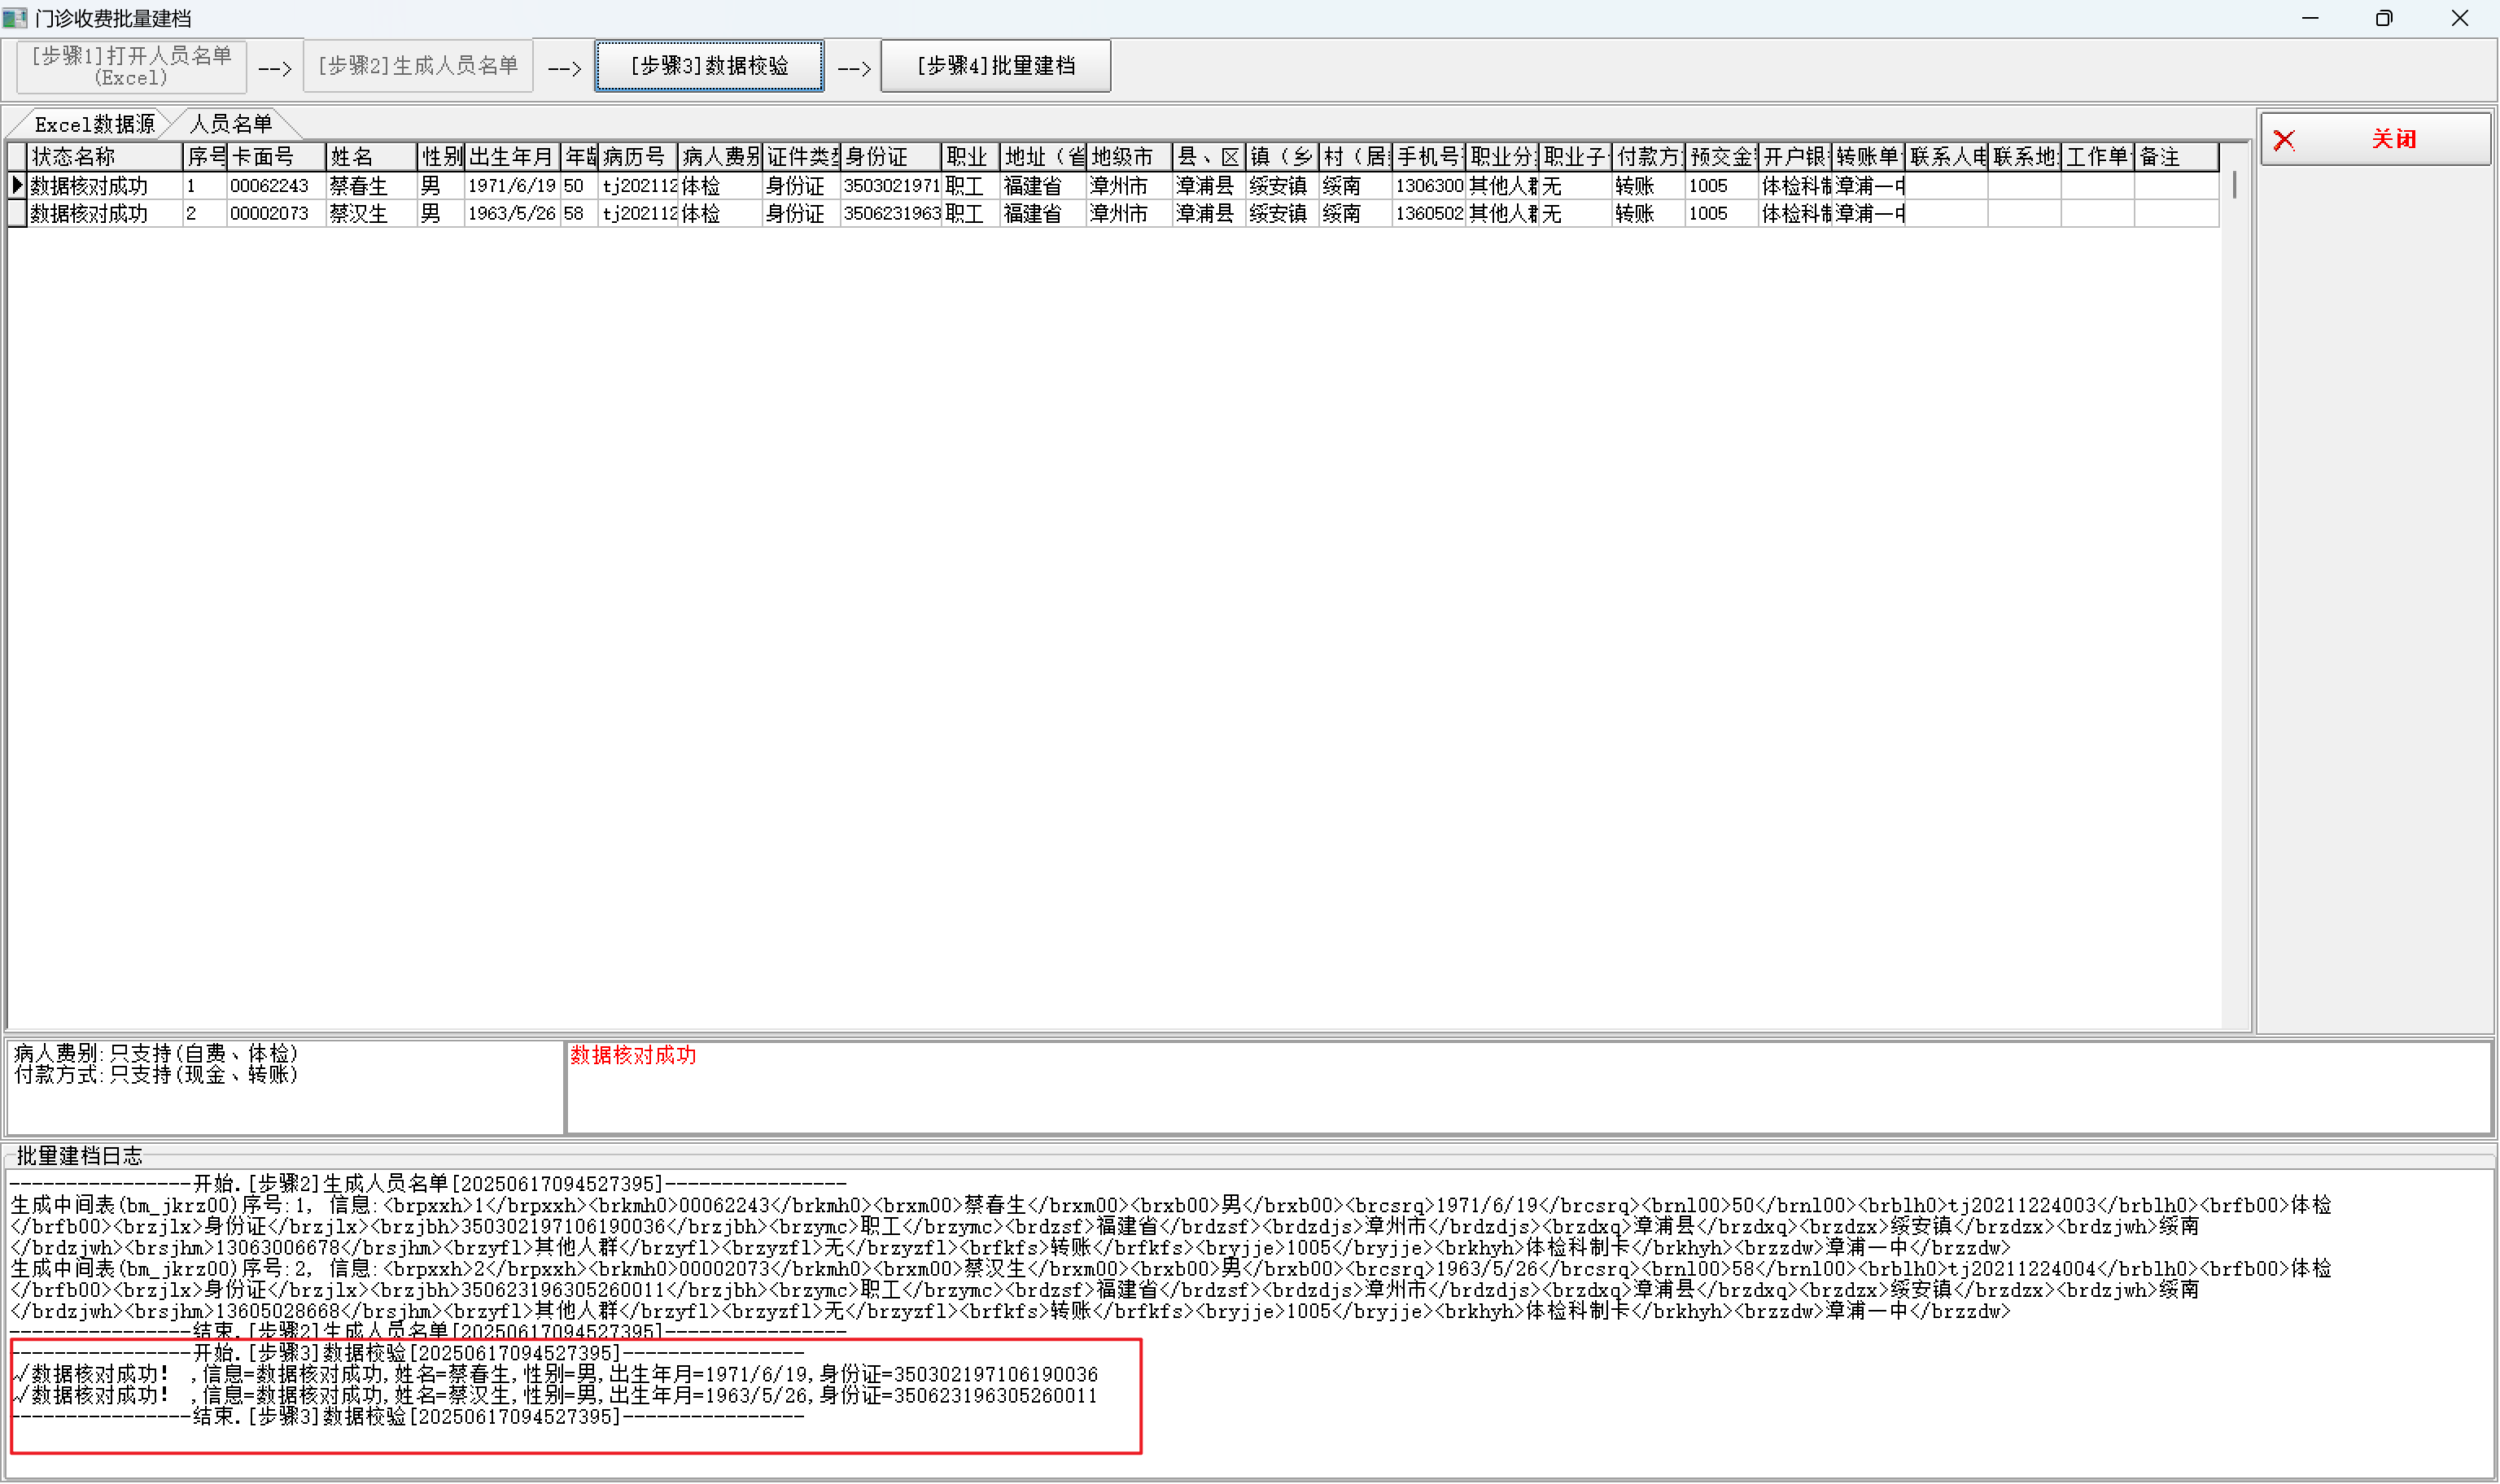 门诊收费批量建档
[步骤1]打开人员名单
(Excel)
-->
[步骤2]生成人员名单
-->
[步骤3]数据校验
-->
[步骤4]批量建档
Excel数据源 人员名单
关闭
状态名称 序号 卡面号 姓名 性别 出生年月 年龄 病历号 病人费别 证件类型 身份证 职业 地址（省 地级市 县、区 镇（乡 村（居 手机号 职业分 职业子 付款方 预交金 开户银 转账单 联系人电 联系地 工作单 备注
数据核对成功 1 00062243 蔡春生 男 1971/6/19 50 tj202112 体检 身份证 3503021971 职工 福建省 漳州市 漳浦县 绥安镇 绥南 1306300 其他人群 无 转账 1005 体检科制 漳浦一中
数据核对成功 2 00002073 蔡汉生 男 1963/5/26 58 tj202112 体检 身份证 3506231963 职工 福建省 漳州市 漳浦县 绥安镇 绥南 1360502 其他人群 无 转账 1005 体检科制 漳浦一中
病人费别:只支持(自费、体检)
付款方式:只支持(现金、转账)
数据核对成功
批量建档日志
----------------开始.[步骤2]生成人员名单[20250617094527395]----------------
生成中间表(bm_jkrz00)序号:1, 信息:<brpxxh>1</brpxxh><brkmh0>00062243</brkmh0><brxm00>蔡春生</brxm00><brxb00>男</brxb00><brcsrq>1971/6/19</brcsrq><brnl00>50</brnl00><brblh0>tj20211224003</brblh0><brfb00>体检
</brfb00><brzjlx>身份证</brzjlx><brzjbh>350302197106190036</brzjbh><brzymc>职工</brzymc><brdzsf>福建省</brdzsf><brdzdjs>漳州市</brdzdjs><brzdxq>漳浦县</brzdxq><brzdzx>绥安镇</brzdzx><brdzjwh>绥南
</brdzjwh><brsjhm>13063006678</brsjhm><brzyfl>其他人群</brzyfl><brzyzfl>无</brzyzfl><brfkfs>转账</brfkfs><bryjje>1005</bryjje><brkhyh>体检科制卡</brkhyh><brzzdw>漳浦一中</brzzdw>
生成中间表(bm_jkrz00)序号:2, 信息:<brpxxh>2</brpxxh><brkmh0>00002073</brkmh0><brxm00>蔡汉生</brxm00><brxb00>男</brxb00><brcsrq>1963/5/26</brcsrq><brnl00>58</brnl00><brblh0>tj20211224004</brblh0><brfb00>体检
</brfb00><brzjlx>身份证</brzjlx><brzjbh>350623196305260011</brzjbh><brzymc>职工</brzymc><brdzsf>福建省</brdzsf><brdzdjs>漳州市</brdzdjs><brzdxq>漳浦县</brzdxq><brzdzx>绥安镇</brzdzx><brdzjwh>绥南
</brdzjwh><brsjhm>13605028668</brsjhm><brzyfl>其他人群</brzyfl><brzyzfl>无</brzyzfl><brfkfs>转账</brfkfs><bryjje>1005</bryjje><brkhyh>体检科制卡</brkhyh><brzzdw>漳浦一中</brzzdw>
----------------结束.[步骤2]生成人员名单[20250617094527395]----------------
----------------开始.[步骤3]数据校验[20250617094527395]----------------
√数据核对成功! ,信息=数据核对成功,姓名=蔡春生,性别=男,出生年月=1971/6/19,身份证=350302197106190036
√数据核对成功! ,信息=数据核对成功,姓名=蔡汉生,性别=男,出生年月=1963/5/26,身份证=350623196305260011
----------------结束.[步骤3]数据校验[20250617094527395]----------------